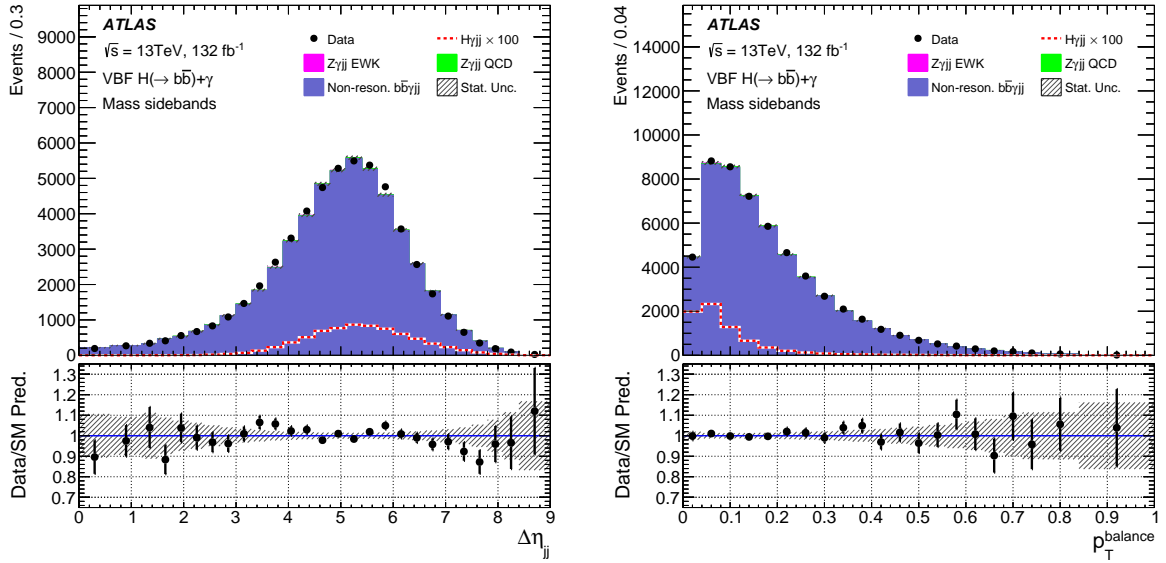 ATLAS
√s = 13TeV, 132 fb⁻¹
VBF H(→ bb̅)+γ
Mass sidebands
Data
Hγjj × 100
Zγjj EWK
Zγjj QCD
Non-reson. bb̅γjj
Stat. Unc.
Events / 0.3
9000
8000
7000
6000
5000
4000
3000
2000
1000
0
Data/SM Pred.
1.3
1.2
1.1
1
0.9
0.8
0.7
0 1 2 3 4 5 6 7 8 9
Δη_jj
ATLAS
√s = 13TeV, 132 fb⁻¹
VBF H(→ bb̅)+γ
Mass sidebands
Data
Hγjj × 100
Zγjj EWK
Zγjj QCD
Non-reson. bb̅γjj
Stat. Unc.
Events / 0.04
16000
14000
12000
10000
8000
6000
4000
2000
0
Data/SM Pred.
1.3
1.2
1.1
1
0.9
0.8
0.7
0 0.1 0.2 0.3 0.4 0.5 0.6 0.7 0.8 0.9 1
p_T^balance